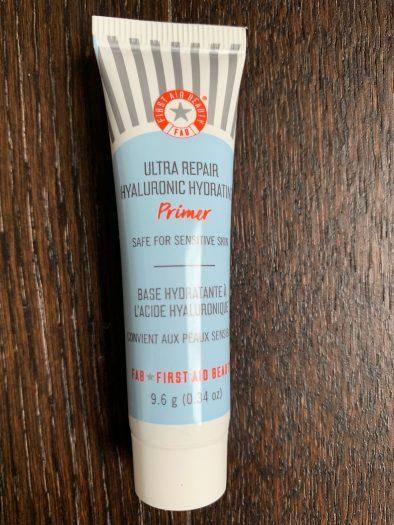 FIRST AID BEAUTY®
FAB
ULTRA REPAIR
HYALURONIC HYDRATIN
Primer
SAFE FOR SENSITIVE SKIN
BASE HYDRATANTE À
L'ACIDE HYALURONIQUE
CONVIENT AUX PEAUX SENSI
FAB★FIRST AID BEAU
9.6 g (0.34 oz)